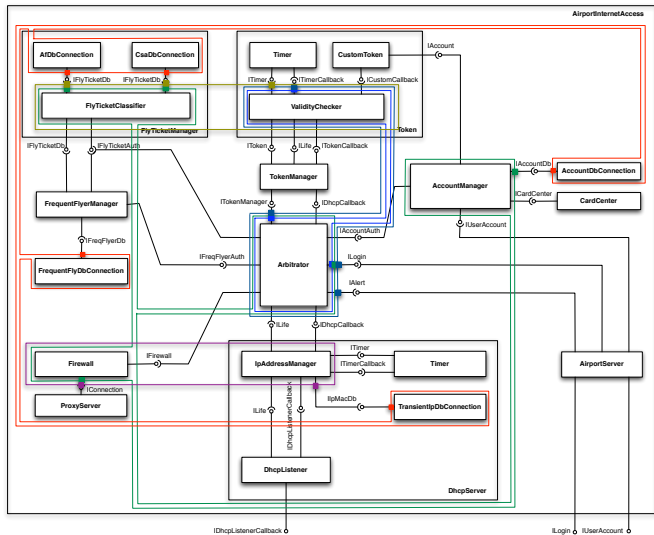 AirportInternetAccess
AfDbConnection
CsaDbConnection
Timer
CustomToken
IAccount
IFlyTicketDb
IFlyTicketDb
ITimer
ITimerCallback
ICustomCallback
FlyTicketClassifier
ValidityChecker
FlyTicketManager
Token
IFlyTicketDb
IFlyTicketAuth
IToken
ILife
ITokenCallback
IAccountDb
TokenManager
AccountManager
AccountDbConnection
ICardCenter
CardCenter
FrequentFlyerManager
ITokenManager
IDhcpCallback
IUserAccount
IAccountAuth
IFreqFlyerDb
IFreqFlyerAuth
Arbitrator
ILogin
FrequentFlyDbConnection
IAlert
ILife
IDhcpCallback
IFirewall
ITimer
Firewall
IpAddressManager
Timer
AirportServer
ITimerCallback
IConnection
ProxyServer
ILife
IDhcpListenerCallback
IIpMacDb
TransientIpDbConnection
DhcpListener
DhcpServer
IDhcpListenerCallback
ILogin
IUserAccount